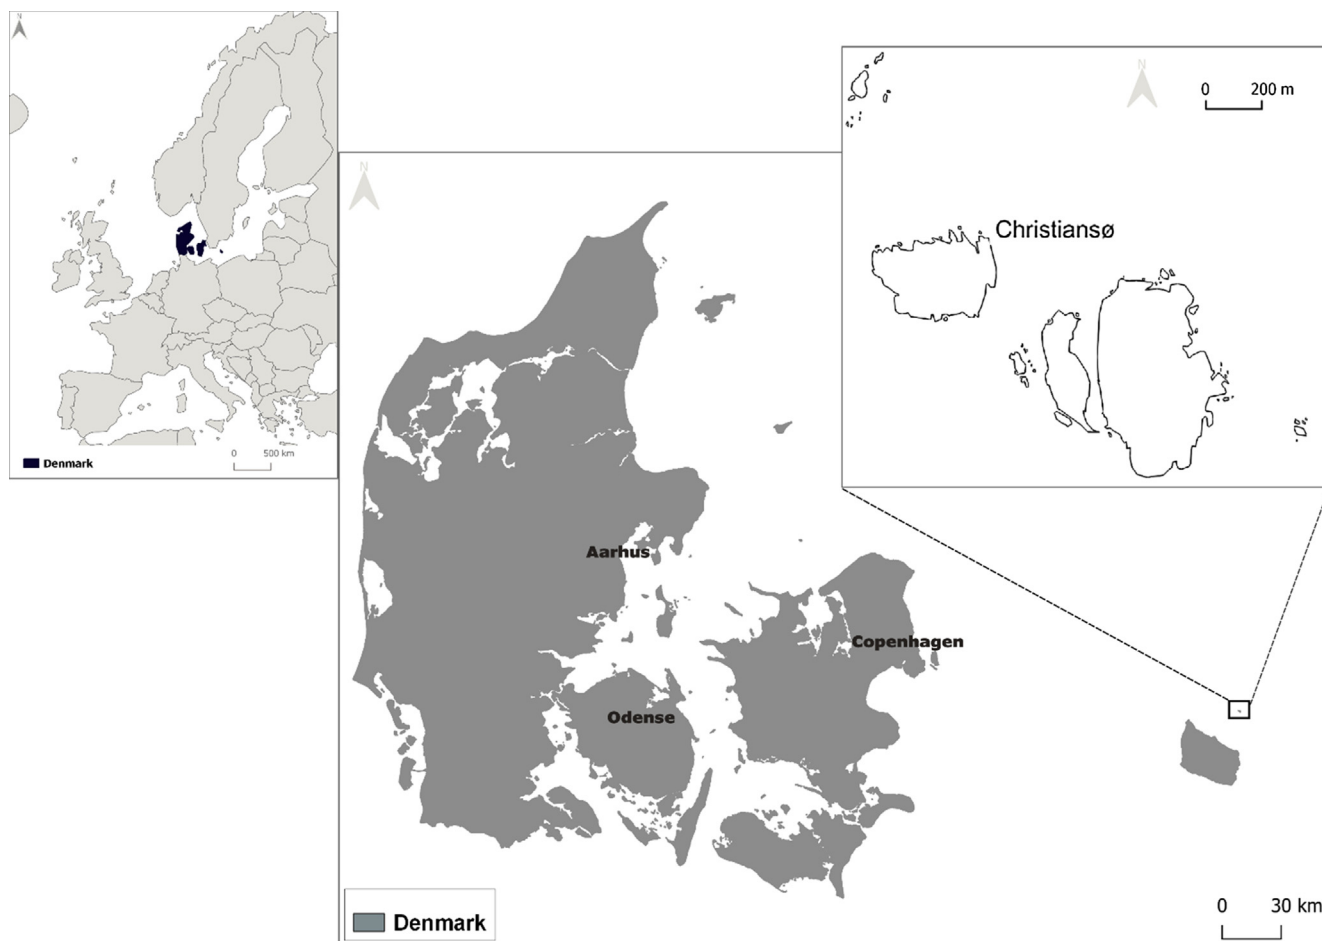 N
0 500 km
Denmark
N
Aarhus
Copenhagen
Odense
Denmark
0 30 km
N
0 200 m
Christiansø